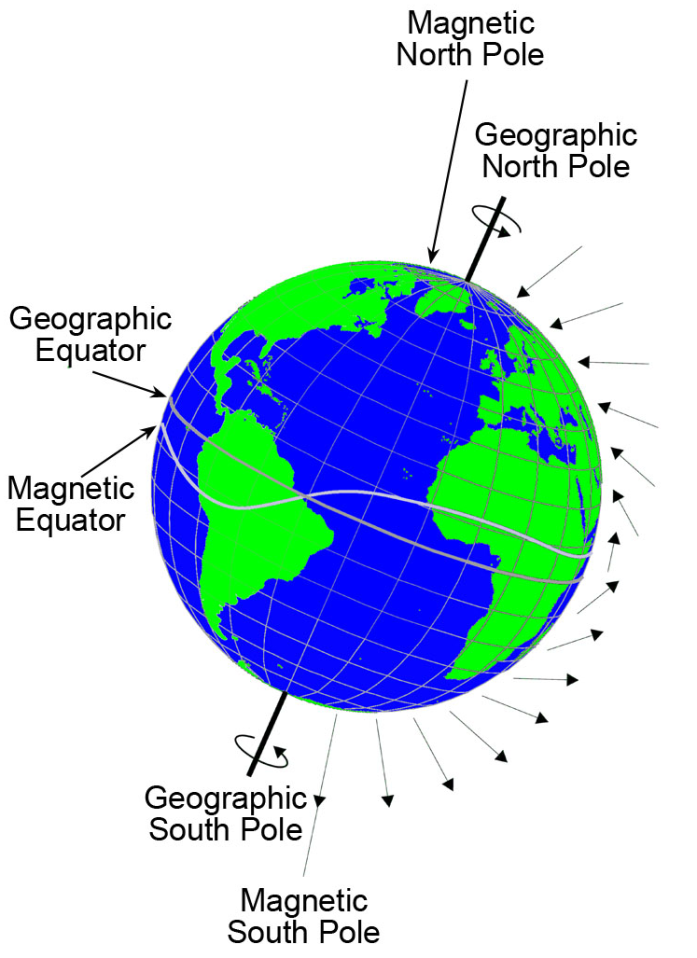 Magnetic
North Pole
Geographic
North Pole
Geographic
Equator
Magnetic
Equator
Geographic
South Pole
Magnetic
South Pole